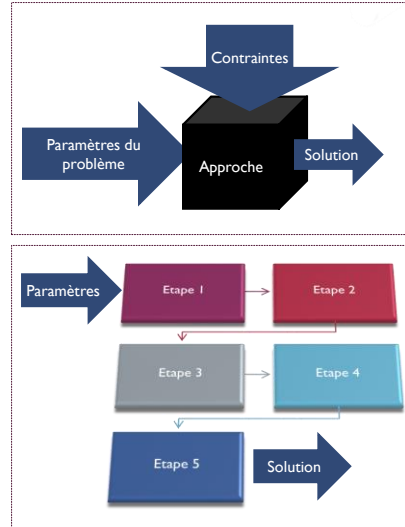 Contraintes
Paramètres du
problème
Approche
Solution
Paramètres
Etape 1
Etape 2
Etape 3
Etape 4
Etape 5
Solution